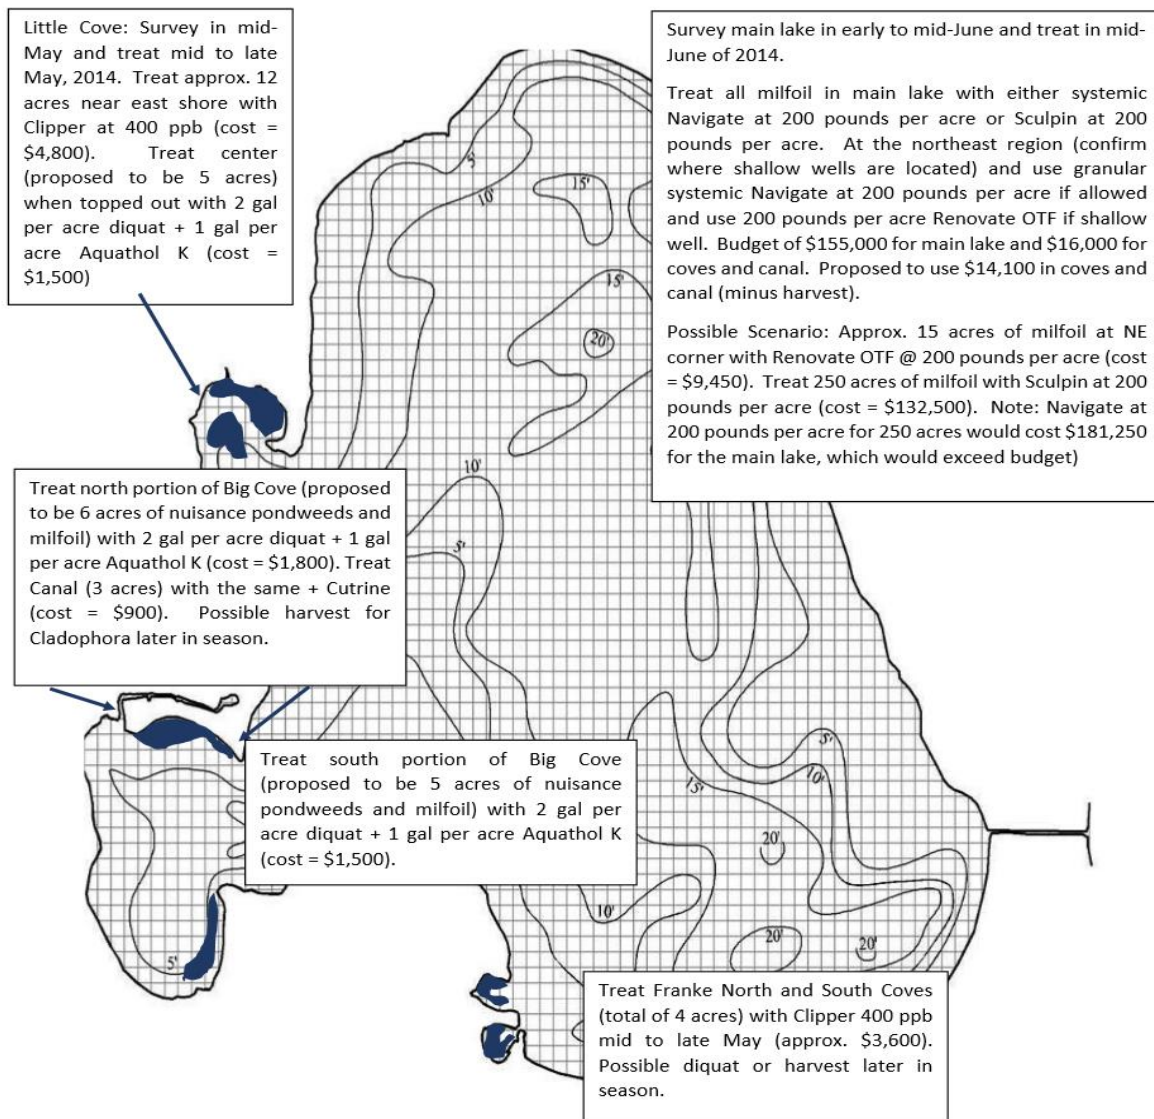 Little Cove: Survey in mid-
May and treat mid to late
May, 2014. Treat approx. 12
acres near east shore with
Clipper at 400 ppb (cost =
$4,800). Treat center
(proposed to be 5 acres)
when topped out with 2 gal
per acre diquat + 1 gal per
acre Aquathol K (cost =
$1,500)
Survey main lake in early to mid-June and treat in mid-
June of 2014.
Treat all milfoil in main lake with either systemic
Navigate at 200 pounds per acre or Sculpin at 200
pounds per acre. At the northeast region (confirm
where shallow wells are located) and use granular
systemic Navigate at 200 pounds per acre if allowed
and use 200 pounds per acre Renovate OTF if shallow
well. Budget of $155,000 for main lake and $16,000 for
coves and canal. Proposed to use $14,100 in coves and
canal (minus harvest).
Possible Scenario: Approx. 15 acres of milfoil at NE
corner with Renovate OTF @ 200 pounds per acre (cost
= $9,450). Treat 250 acres of milfoil with Sculpin at 200
pounds per acre (cost = $132,500). Note: Navigate at
200 pounds per acre for 250 acres would cost $181,250
for the main lake, which would exceed budget)
5'
10'
15'
15'
20'
10'
5'
Treat north portion of Big Cove (proposed
to be 6 acres of nuisance pondweeds and
milfoil) with 2 gal per acre diquat + 1 gal
per acre Aquathol K (cost = $1,800). Treat
Canal (3 acres) with the same + Cutrine
(cost = $900). Possible harvest for
Cladophora later in season.
Treat south portion of Big Cove
(proposed to be 5 acres of nuisance
pondweeds and milfoil) with 2 gal per
acre diquat + 1 gal per acre Aquathol K
(cost = $1,500).
5'
10'
15'
20'
10'
20'
20'
5'
Treat Franke North and South Coves
(total of 4 acres) with Clipper 400 ppb
mid to late May (approx. $3,600).
Possible diquat or harvest later in
season.